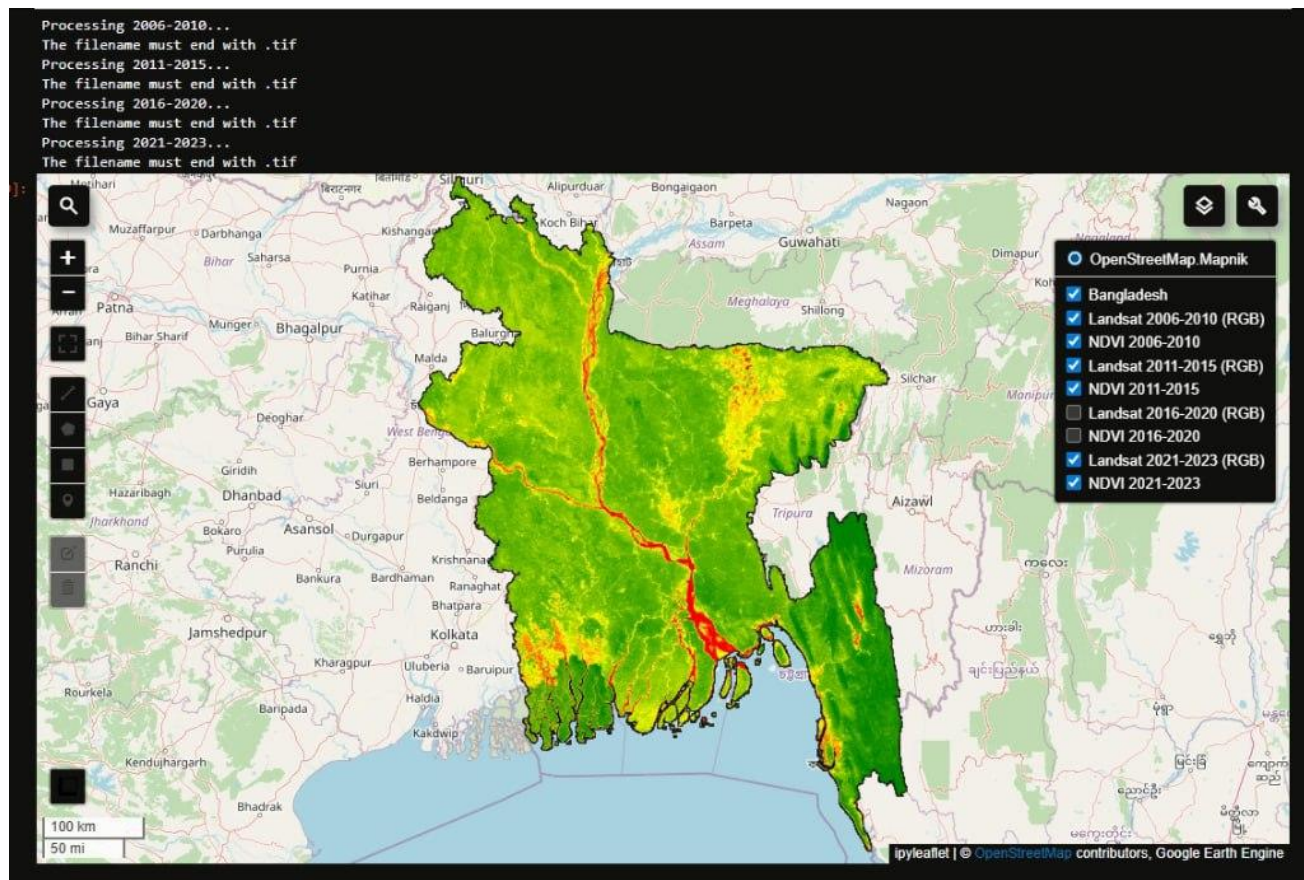 Processing 2006-2010...
The filename must end with .tif
Processing 2011-2015...
The filename must end with .tif
Processing 2016-2020...
The filename must end with .tif
Processing 2021-2023...
The filename must end with .tif
]:
Alipurduar
Bongaigaon
Nagaon
Muzaffarpur
Darbhanga
Koch Bihar
Barpeta
Assam
Guwahati
Dimapur
Nagaland
OpenStreetMap.Mapnik
Bihar
Saharsa
Purnia
Patna
Katihar
Raiganj
Meghalaya
Shillong
Bangladesh
Landsat 2006-2010 (RGB)
NDVI 2006-2010
Landsat 2011-2015 (RGB)
NDVI 2011-2015
Landsat 2016-2020 (RGB)
NDVI 2016-2020
Landsat 2021-2023 (RGB)
NDVI 2021-2023
Bihar Sharif
Munger
Bhagalpur
Malda
Silchar
Gaya
Deoghar
Berhampore
Giridih
Siuri
Hazaribagh
Dhanbad
Beldanga
Aizawl
Tripura
Jharkhand
Bokaro
Asansol
Durgapur
Purulia
Ranchi
Mizoram
Bankura
Bardhaman
Ranaghat
Bhatpara
Jamshedpur
Kolkata
Kharagpur
Uluberia
Baruipur
Rourkela
Haldia
Baripada
Kakdwip
Kendujhargarh
Bhadrak
100 km
50 mi
ipyleaflet | © OpenStreetMap contributors, Google Earth Engine